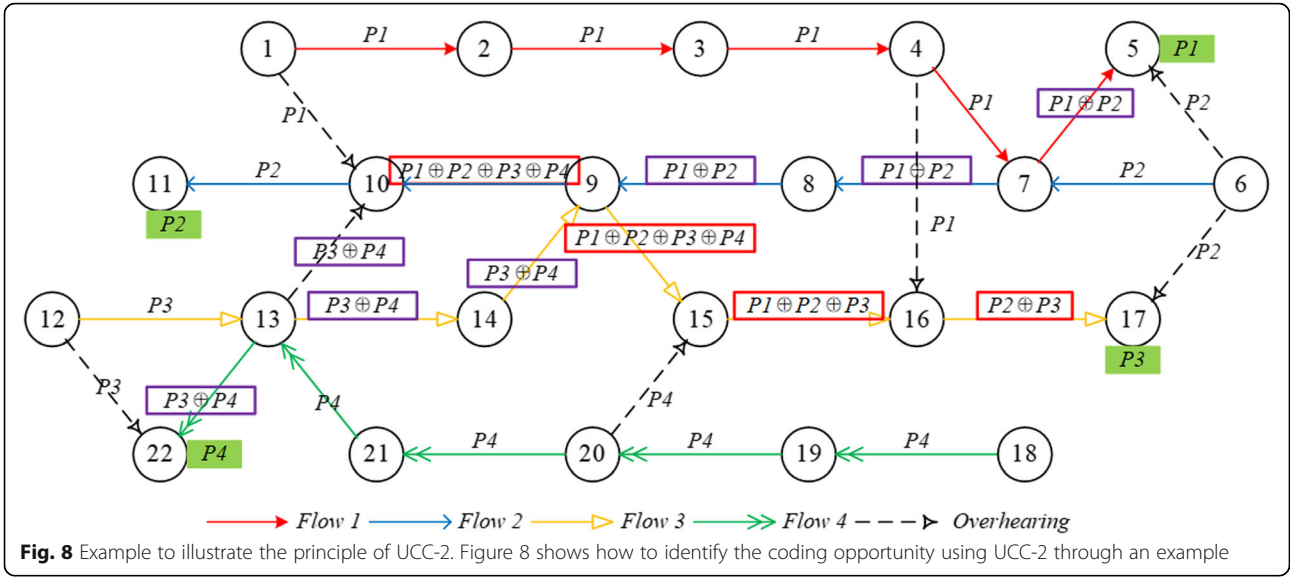 P1 P1 P1
1 2 3 4 5 P1
P1 P1 P1⊕P2 P2
P2 P1⊕P2⊕P3⊕P4 P1⊕P2 P1⊕P2 P2
11 10 9 8 7 6
P2 P1⊕P2⊕P3⊕P4 P1 P2
P3⊕P4 P3⊕P4
P3 P3⊕P4 P1⊕P2⊕P3 P2⊕P3
12 13 14 15 16 17
P3
P3 P3⊕P4 P4 P4
P4 P4 P4
22 P4 21 20 19 18
Flow 1 Flow 2 Flow 3 Flow 4 Overhearing
Fig. 8 Example to illustrate the principle of UCC-2. Figure 8 shows how to identify the coding opportunity using UCC-2 through an example